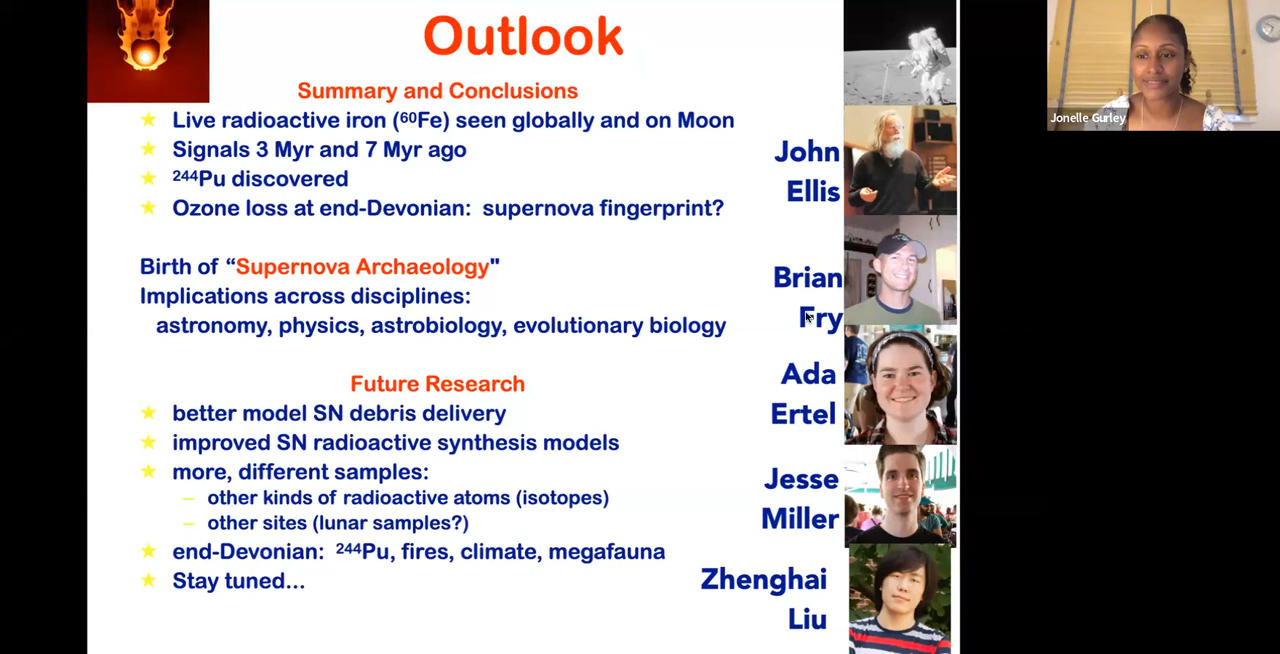 Outlook
Summary and Conclusions
Live radioactive iron (⁶⁰Fe) seen globally and on Moon
Signals 3 Myr and 7 Myr ago
²⁴⁴Pu discovered
Ozone loss at end-Devonian: supernova fingerprint?
Birth of “Supernova Archaeology"
Implications across disciplines:
astronomy, physics, astrobiology, evolutionary biology
Future Research
better model SN debris delivery
improved SN radioactive synthesis models
more, different samples:
– other kinds of radioactive atoms (isotopes)
– other sites (lunar samples?)
end-Devonian: ²⁴⁴Pu, fires, climate, megafauna
Stay tuned...
John
Ellis
Brian
Fry
Ada
Ertel
Jesse
Miller
Zhenghai
Liu
Jonelle Gurley